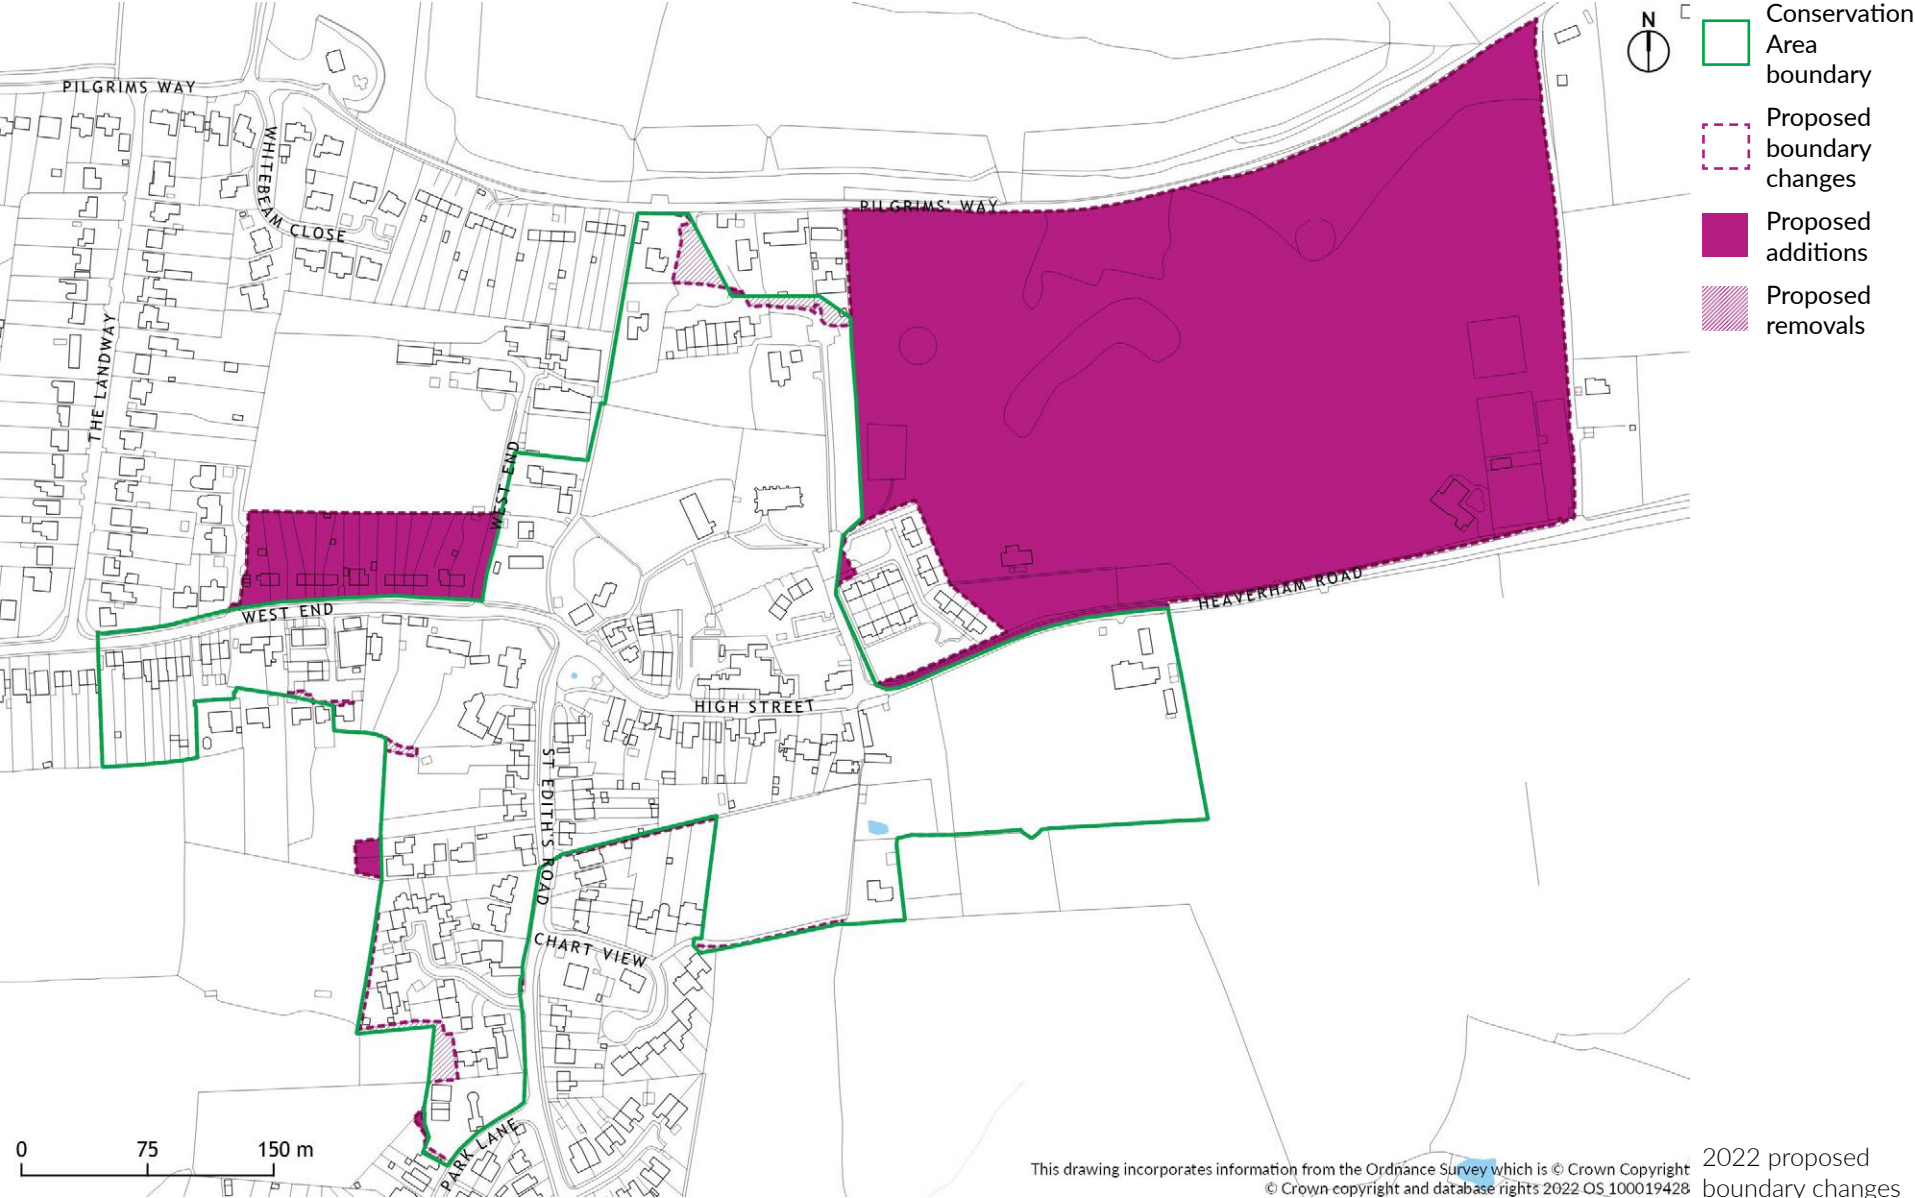 PILGRIMS WAY
WHITEBEAM CLOSE
PILGRIMS' WAY
THE LANDWAY
WEST END
WEST END
HEAVERHAM ROAD
HIGH STREET
ST EDITH'S ROAD
CHART VIEW
PARK LANE
0 75 150 m
N
Conservation
Area
boundary
Proposed
boundary
changes
Proposed
additions
Proposed
removals
This drawing incorporates information from the Ordnance Survey which is © Crown Copyright
© Crown copyright and database rights 2022 OS 100019428
2022 proposed
boundary changes